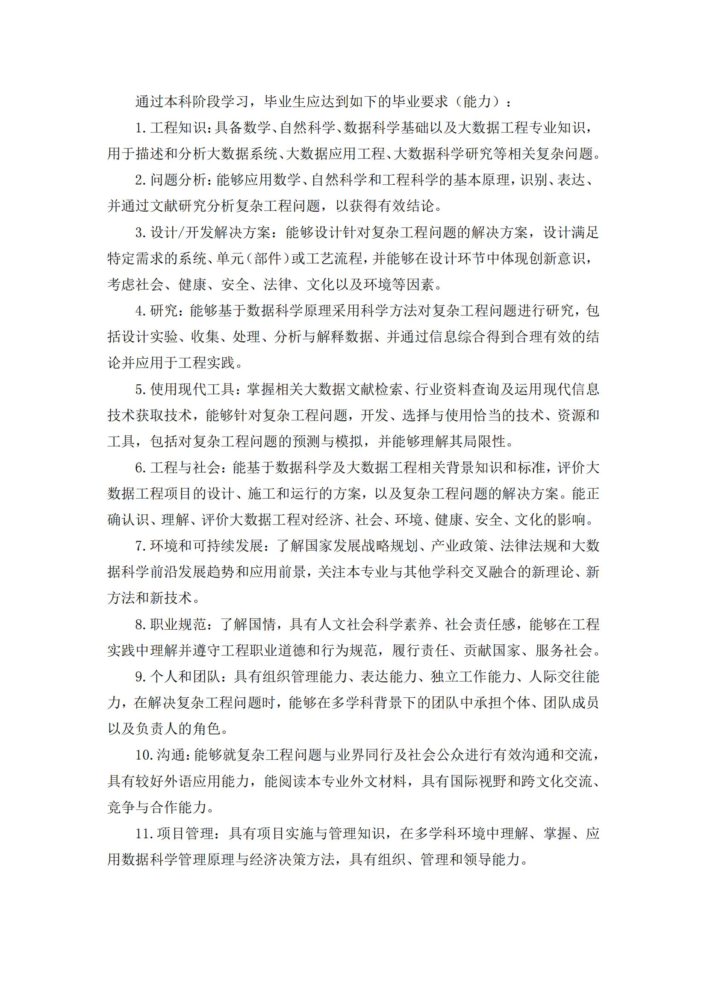 通过本科阶段学习，毕业生应达到如下的毕业要求（能力）：
1.工程知识：具备数学、自然科学、数据科学基础以及大数据工程专业知识，
用于描述和分析大数据系统、大数据应用工程、大数据科学研究等相关复杂问题。
2.问题分析：能够应用数学、自然科学和工程科学的基本原理，识别、表达、
并通过文献研究分析复杂工程问题，以获得有效结论。
3.设计/开发解决方案：能够设计针对复杂工程问题的解决方案，设计满足
特定需求的系统、单元（部件）或工艺流程，并能够在设计环节中体现创新意识，
考虑社会、健康、安全、法律、文化以及环境等因素。
4.研究：能够基于数据科学原理采用科学方法对复杂工程问题进行研究，包
括设计实验、收集、处理、分析与解释数据、并通过信息综合得到合理有效的结
论并应用于工程实践。
5.使用现代工具：掌握相关大数据文献检索、行业资料查询及运用现代信息
技术获取技术，能够针对复杂工程问题，开发、选择与使用恰当的技术、资源和
工具，包括对复杂工程问题的预测与模拟，并能够理解其局限性。
6.工程与社会：能基于数据科学及大数据工程相关背景知识和标准，评价大
数据工程项目的设计、施工和运行的方案，以及复杂工程问题的解决方案。能正
确认识、理解、评价大数据工程对经济、社会、环境、健康、安全、文化的影响。
7.环境和可持续发展：了解国家发展战略规划、产业政策、法律法规和大数
据科学前沿发展趋势和应用前景，关注本专业与其他学科交叉融合的新理论、新
方法和新技术。
8.职业规范：了解国情，具有人文社会科学素养、社会责任感，能够在工程
实践中理解并遵守工程职业道德和行为规范，履行责任、贡献国家、服务社会。
9.个人和团队：具有组织管理能力、表达能力、独立工作能力、人际交往能
力，在解决复杂工程问题时，能够在多学科背景下的团队中承担个体、团队成员
以及负责人的角色。
10.沟通：能够就复杂工程问题与业界同行及社会公众进行有效沟通和交流，
具有较好外语应用能力，能阅读本专业外文材料，具有国际视野和跨文化交流、
竞争与合作能力。
11.项目管理：具有项目实施与管理知识，在多学科环境中理解、掌握、应
用数据科学管理原理与经济决策方法，具有组织、管理和领导能力。